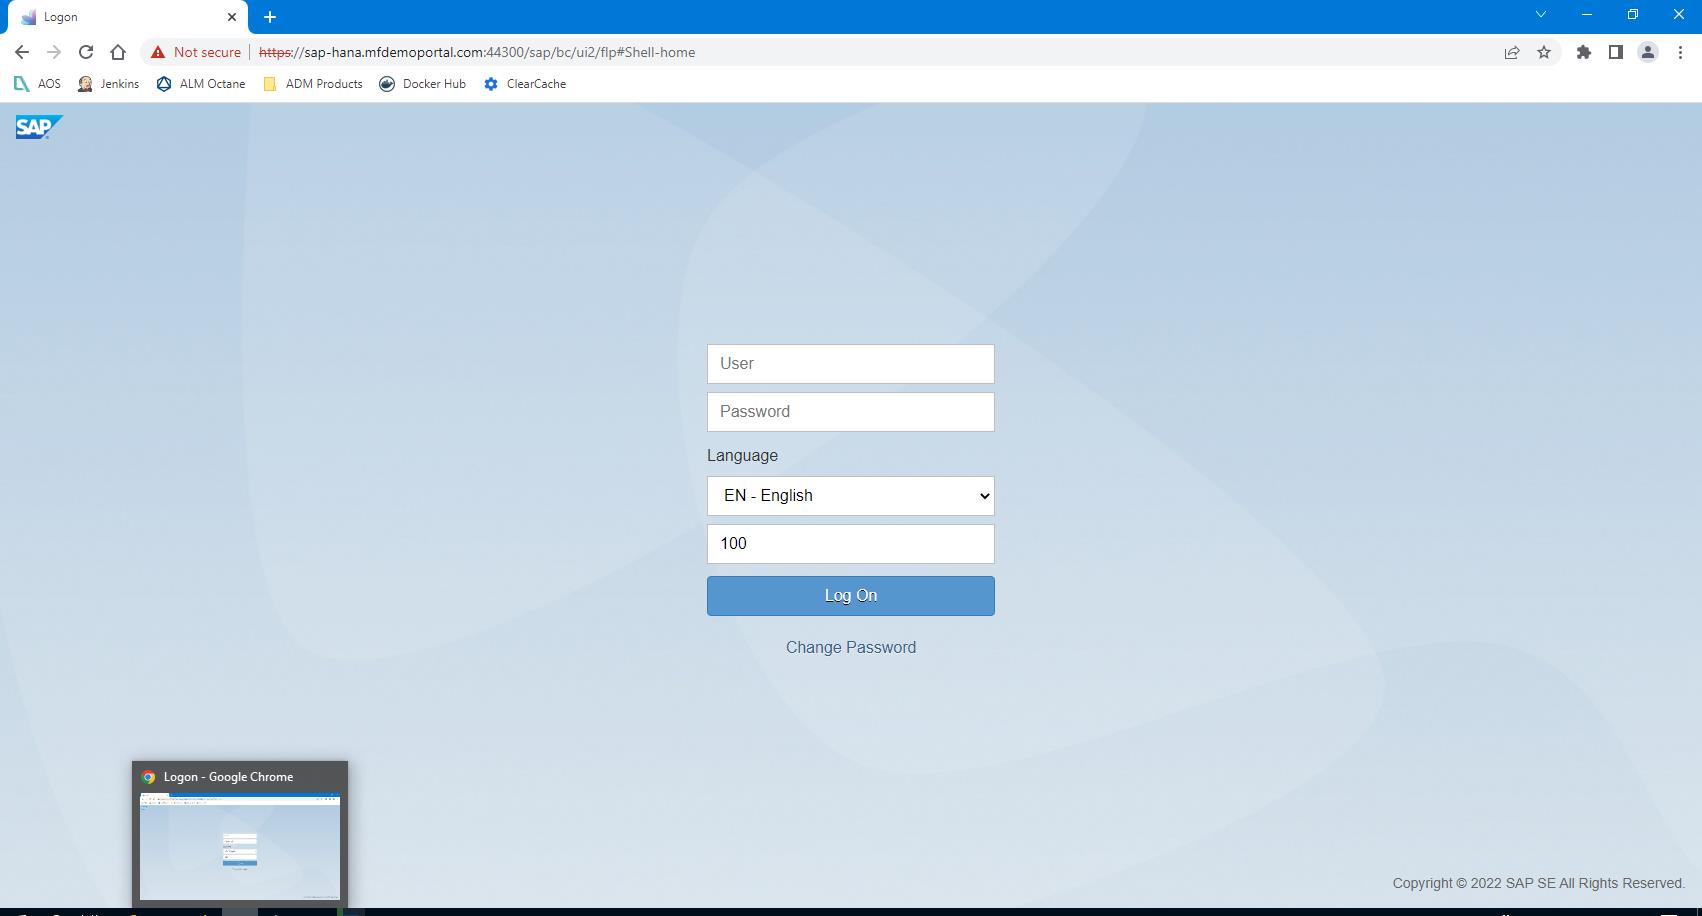 Logon
Not secure https://sap-hana.mfdemoportal.com:44300/sap/bc/ui2/flp#Shell-home
AOS Jenkins ALM Octane ADM Products Docker Hub ClearCache
SAP
User
Password
Language
EN - English
100
Log On
Change Password
Logon - Google Chrome
Copyright © 2022 SAP SE All Rights Reserved.